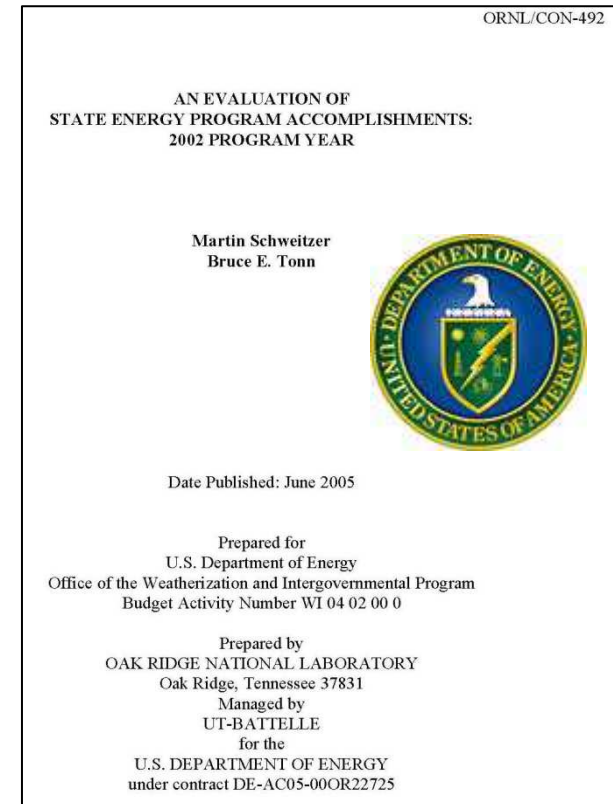 ORNL/CON-492
AN EVALUATION OF
STATE ENERGY PROGRAM ACCOMPLISHMENTS:
2002 PROGRAM YEAR
Martin Schweitzer
Bruce E. Tonn
DEPARTMENT OF ENERGY
UNITED STATES OF AMERICA
Date Published: June 2005
Prepared for
U.S. Department of Energy
Office of the Weatherization and Intergovernmental Program
Budget Activity Number WI 04 02 00 0
Prepared by
OAK RIDGE NATIONAL LABORATORY
Oak Ridge, Tennessee 37831
Managed by
UT-BATTELLE
for the
U.S. DEPARTMENT OF ENERGY
under contract DE-AC05-00OR22725